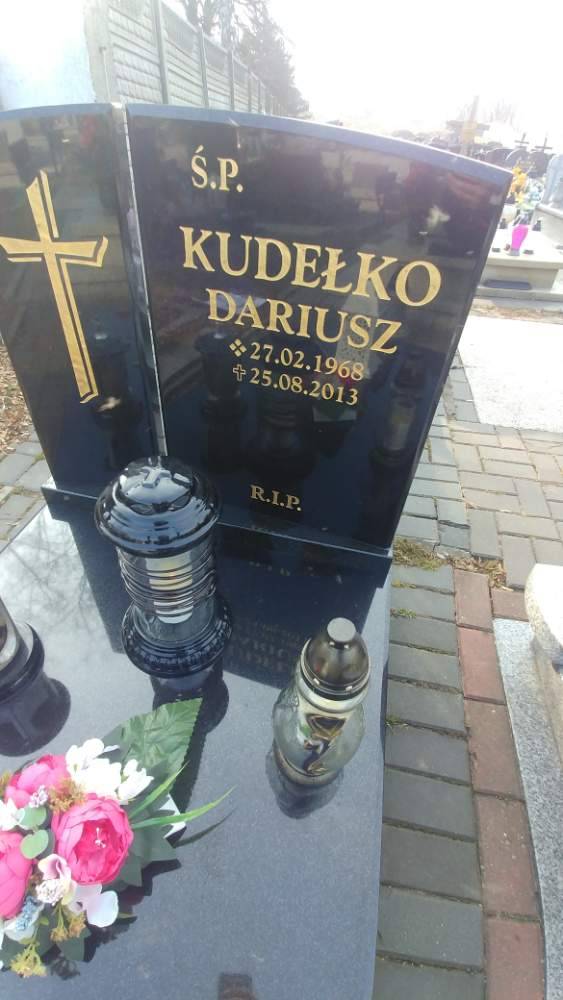 Ś.P.
KUDEŁKO
DARIUSZ
27.02.1968
25.08.2013
R.I.P.